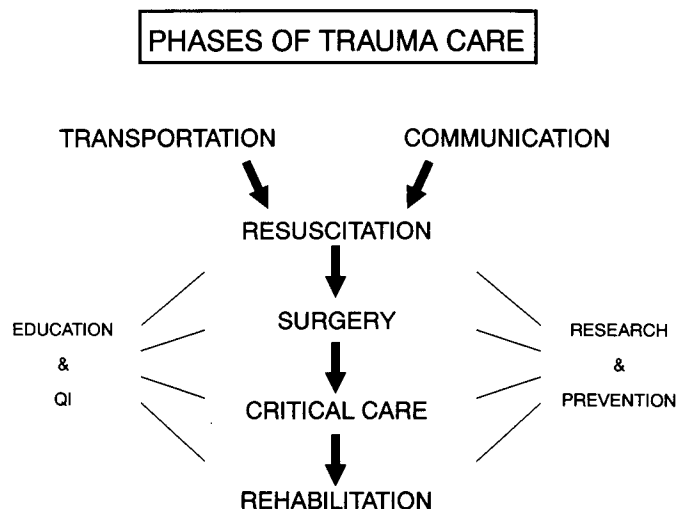 PHASES OF TRAUMA CARE
TRANSPORTATION
COMMUNICATION
RESUSCITATION
SURGERY
EDUCATION
&
QI
RESEARCH
&
PREVENTION
CRITICAL CARE
REHABILITATION